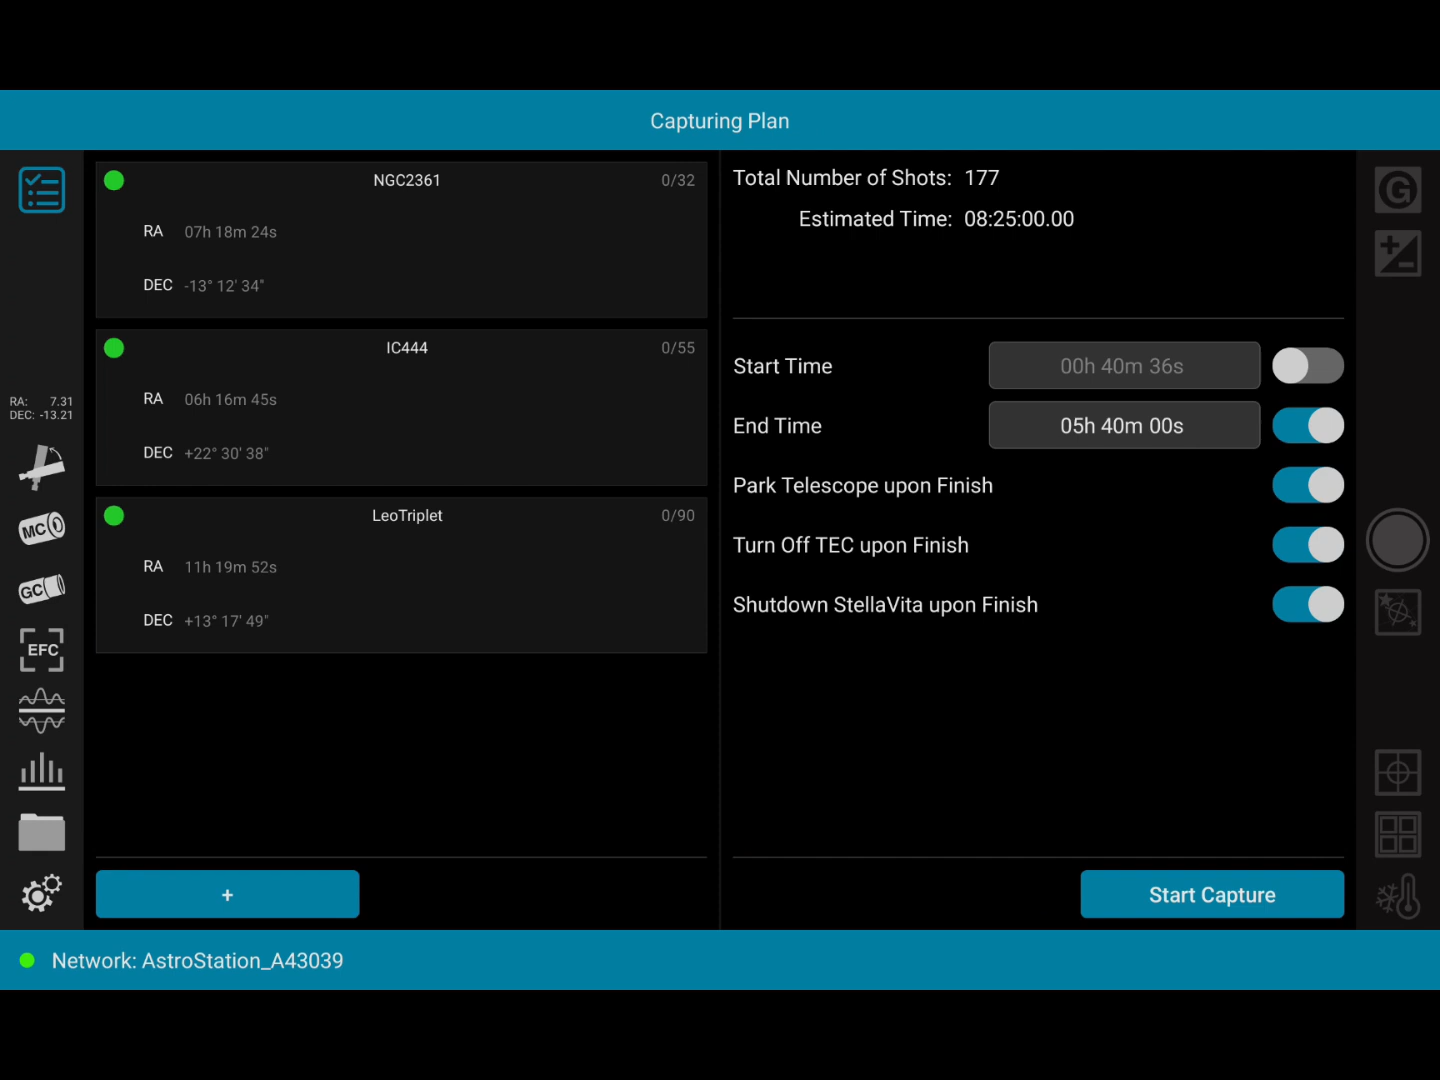 Capturing Plan
NGC2361
0/32
RA 07h 18m 24s
DEC -13° 12' 34"
IC444
0/55
RA 06h 16m 45s
DEC +22° 30' 38"
LeoTriplet
0/90
RA 11h 19m 52s
DEC +13° 17' 49"
+
Total Number of Shots: 177
Estimated Time: 08:25:00.00
Start Time 00h 40m 36s
End Time 05h 40m 00s
Park Telescope upon Finish
Turn Off TEC upon Finish
Shutdown StellaVita upon Finish
Start Capture
RA: 7.31
DEC: -13.21
MC
GC
EFC
G
Network: AstroStation_A43039